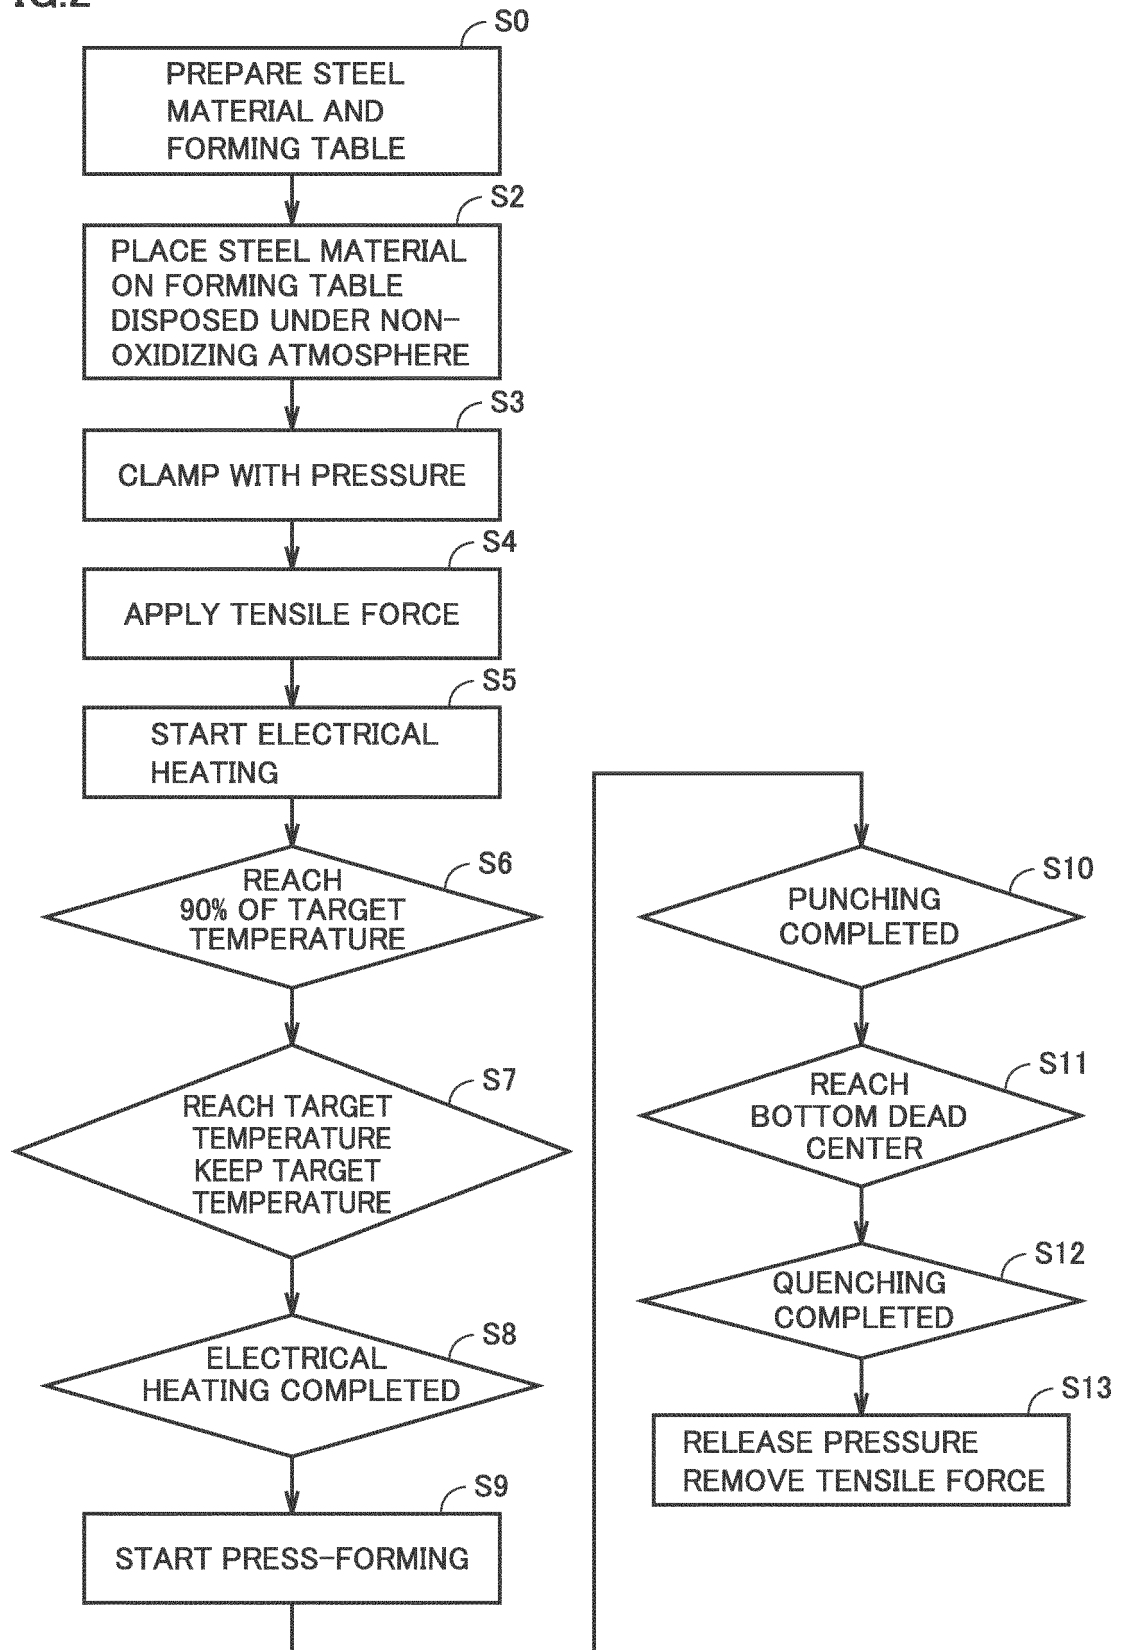 S0
PREPARE STEEL
MATERIAL AND
FORMING TABLE
S2
PLACE STEEL MATERIAL
ON FORMING TABLE
DISPOSED UNDER NON-
OXIDIZING ATMOSPHERE
S3
CLAMP WITH PRESSURE
S4
APPLY TENSILE FORCE
S5
START ELECTRICAL
HEATING
S6
REACH
90% OF TARGET
TEMPERATURE
S7
REACH TARGET
TEMPERATURE
KEEP TARGET
TEMPERATURE
S8
ELECTRICAL
HEATING COMPLETED
S9
START PRESS-FORMING
S10
PUNCHING
COMPLETED
S11
REACH
BOTTOM DEAD
CENTER
S12
QUENCHING
COMPLETED
S13
RELEASE PRESSURE
REMOVE TENSILE FORCE